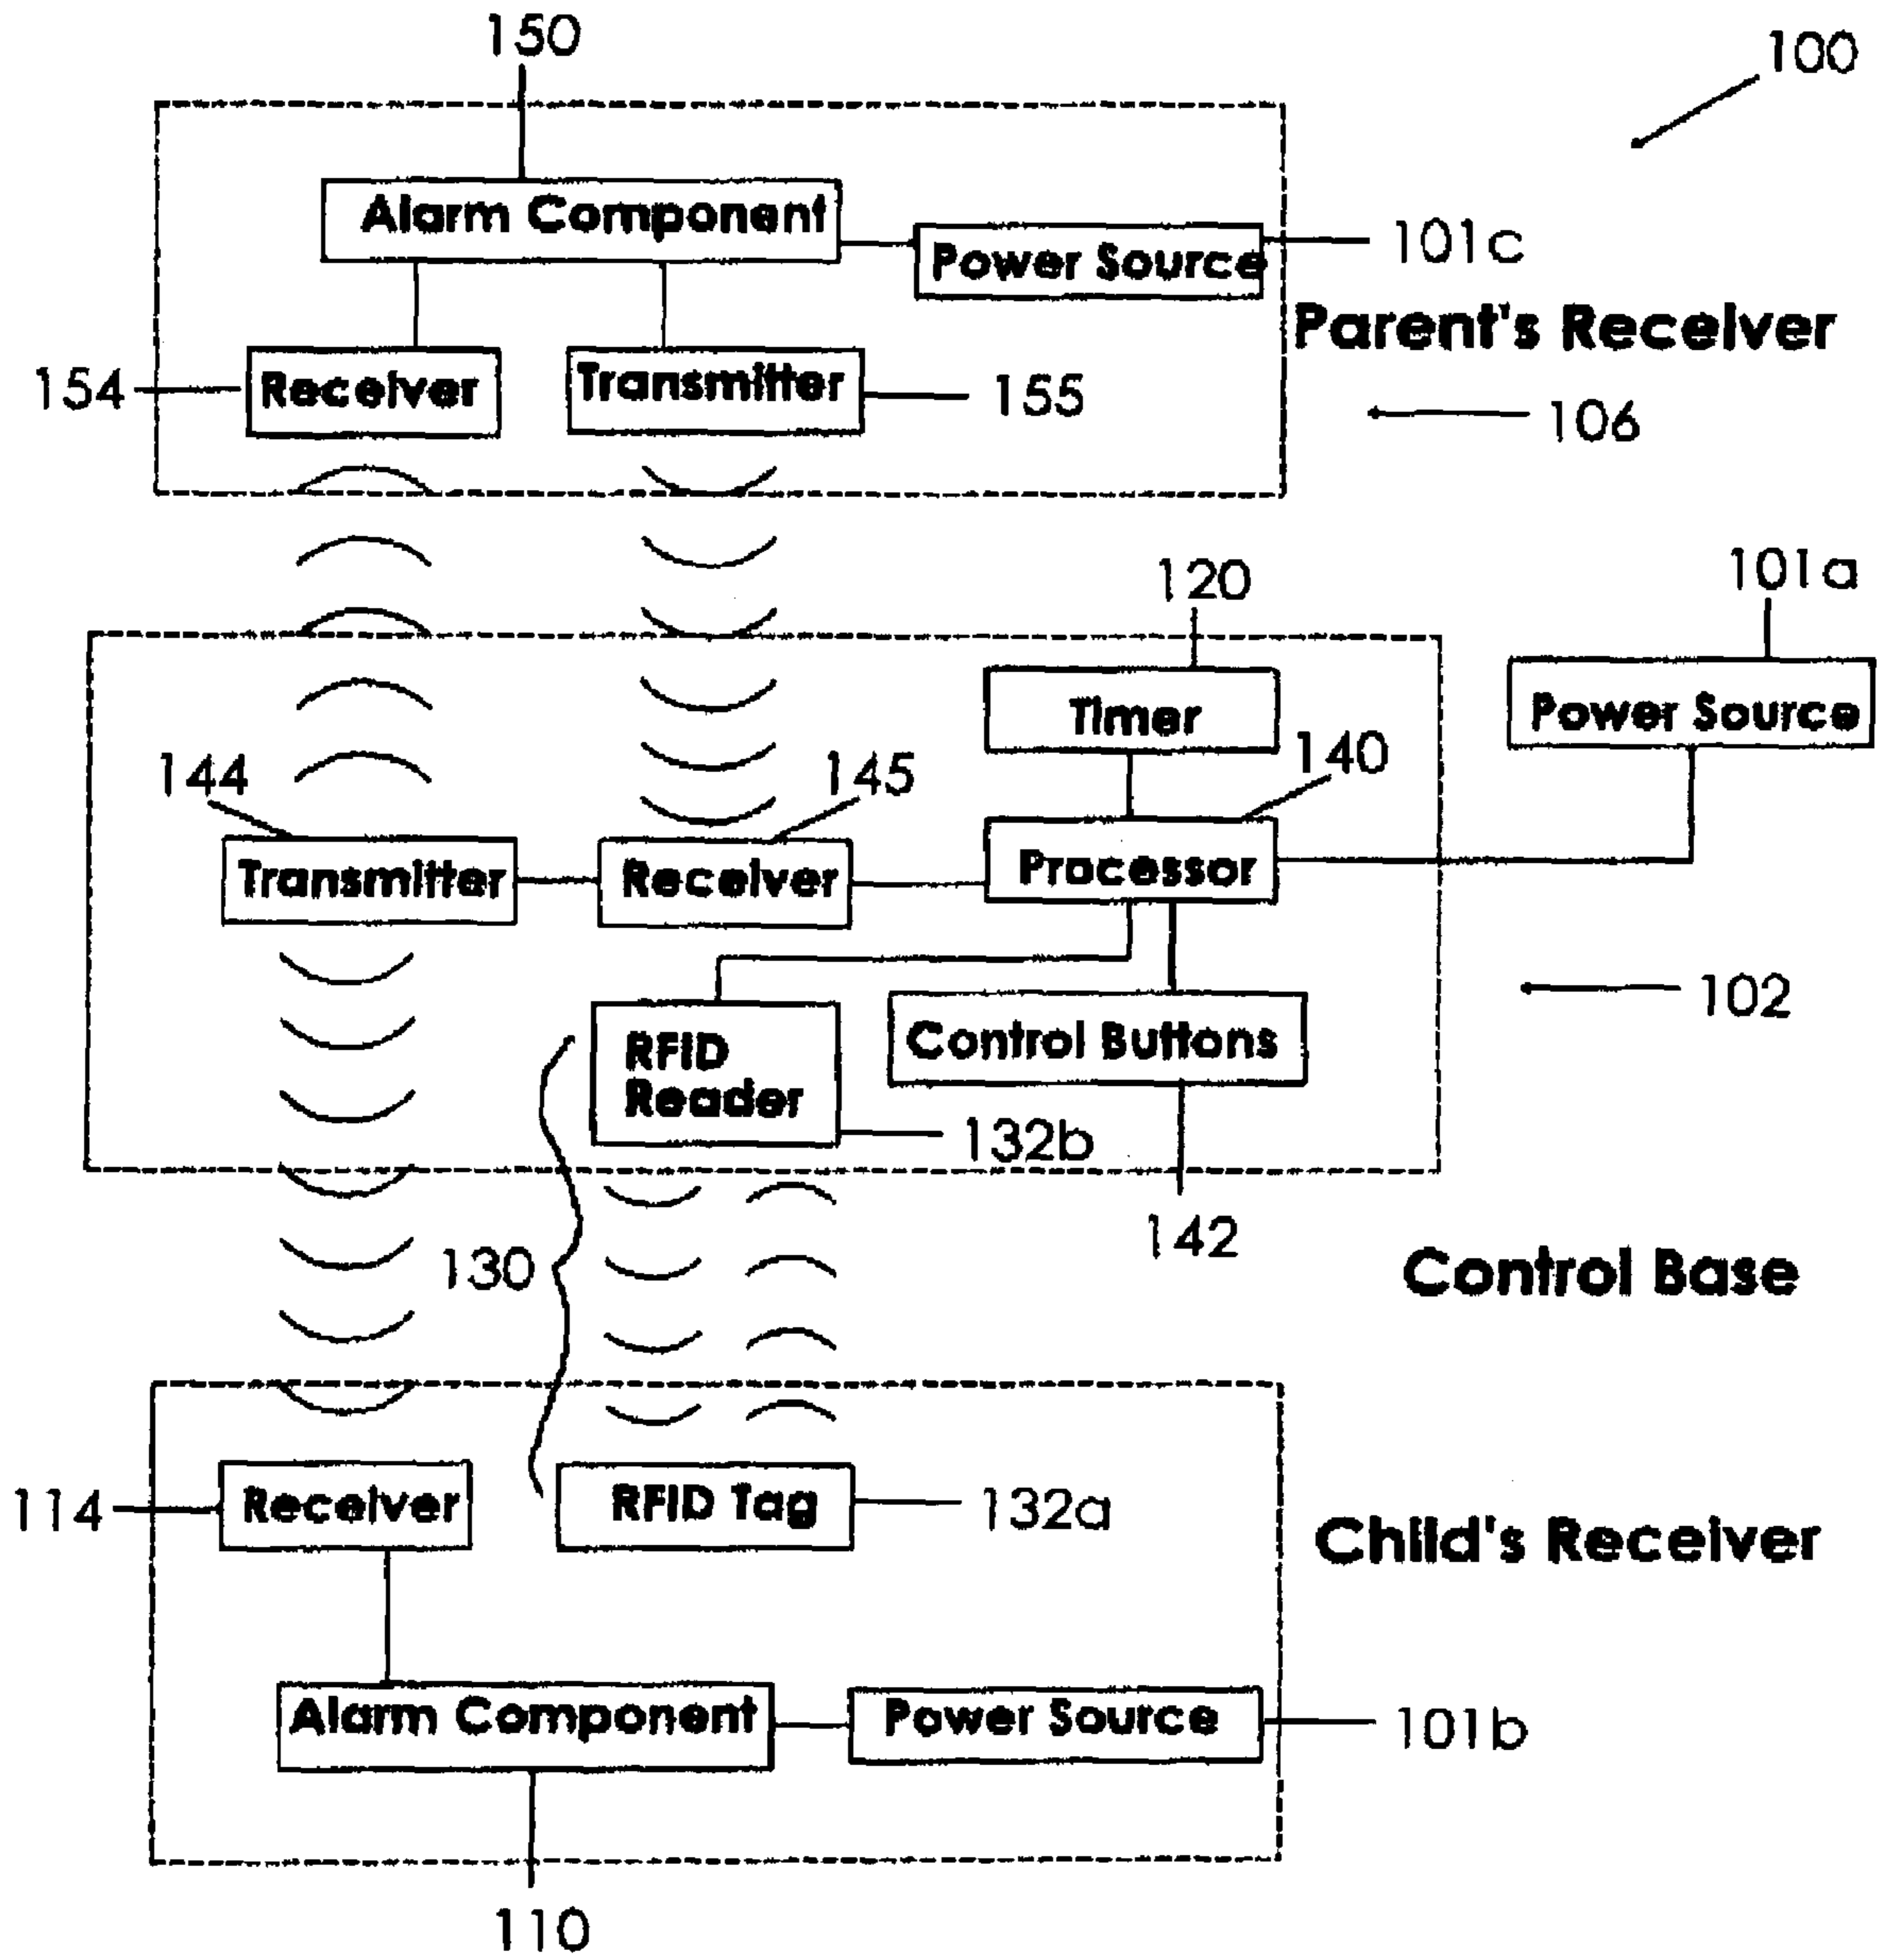 150
100
Alarm Component
Power Source
101c
Parent's Receiver
154
Receiver
Transmitter
155
106
120
101a
Timer
Power Source
144
145
140
Transmitter
Receiver
Processor
102
RFID
Reader
Control Buttons
132b
142
130
Control Base
114
Receiver
RFID Tag
132a
Child's Receiver
Alarm Component
Power Source
101b
110